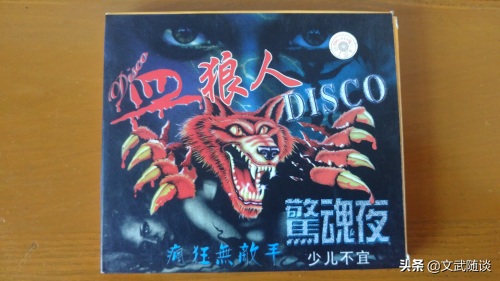 Disco
血狼人
DISCO
驚魂夜
瘋狂無敵手
少儿不宜
头条 @文武随谈